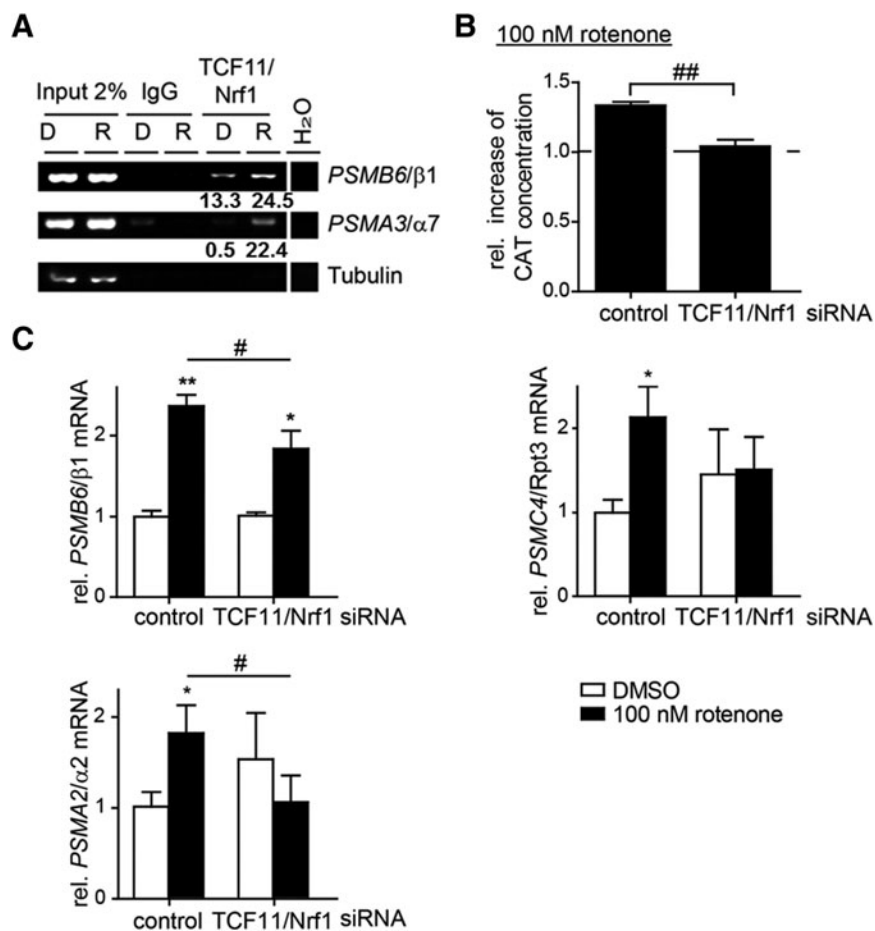 A
Input 2% IgG TCF11/
Nrf1
H₂O
D R D R D R
PSMB6/β1
13.3 24.5
PSMA3/α7
0.5 22.4
Tubulin
B
100 nM rotenone
##
rel. increase of
CAT concentration
1.5
1.0
0.5
0.0
control TCF11/Nrf1 siRNA
C
#
**
*
rel. PSMB6/β1 mRNA
2
1
0
control TCF11/Nrf1 siRNA
*
rel. PSMC4/Rpt3 mRNA
2
1
0
control TCF11/Nrf1 siRNA
#
*
rel. PSMA2/α2 mRNA
2
1
0
control TCF11/Nrf1 siRNA
DMSO
100 nM rotenone